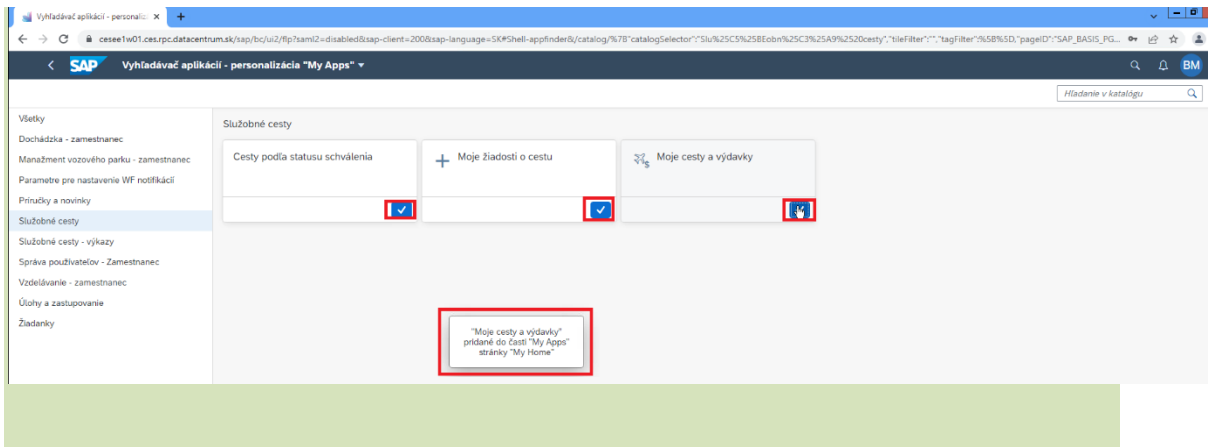 Vyhľadávač aplikácií - personaliz
cesee1w01.ces.rpc.datacentrum.sk/sap/bc/ui2/flp?saml2=disabled&sap-client=200&sap-language=SK#Shell-appfinder&/catalog/%7B"catalogSelector":"Slu%25C5%25BEobn%25C3%25A9%2520cesty","tileFilter":"","tagFilter":%5B%5D,"pageID":"SAP_BASIS_PG...
SAP Vyhľadávač aplikácií - personalizácia "My Apps" BM
Hľadanie v katalógu
Všetky
Dochádzka - zamestnanec
Manažment vozového parku - zamestnanec
Parametre pre nastavenie WF notifikácií
Príručky a novinky
Služobné cesty
Služobné cesty - výkazy
Správa používateľov - Zamestnanec
Vzdelávanie - zamestnanec
Úlohy a zastupovanie
Žiadanky
Služobné cesty
Cesty podľa statusu schválenia
Moje žiadosti o cestu
Moje cesty a výdavky
"Moje cesty a výdavky"
pridané do časti "My Apps"
stránky "My Home"